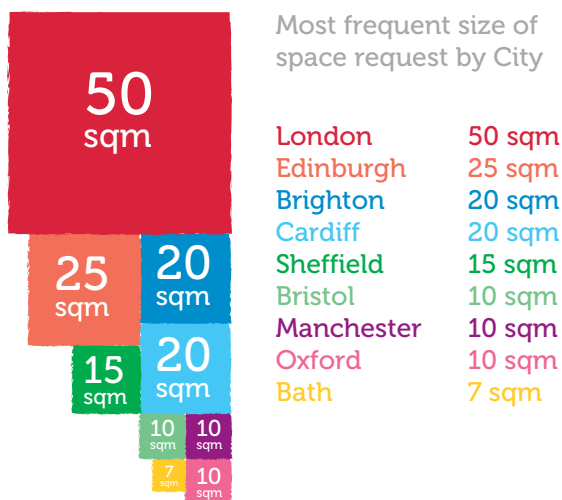 Most frequent size of
space request by City
50
sqm
London 50 sqm
Edinburgh 25 sqm
Brighton 20 sqm
Cardiff 20 sqm
Sheffield 15 sqm
Bristol 10 sqm
Manchester 10 sqm
Oxford 10 sqm
Bath 7 sqm
25
sqm
20
sqm
15
sqm
20
sqm
10
sqm
10
sqm
7
sqm
10
sqm